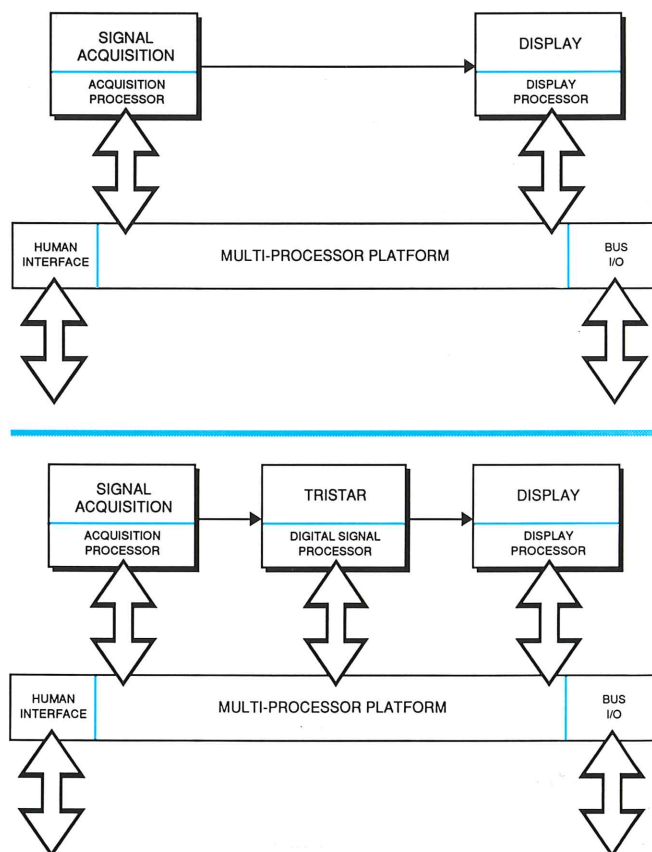 SIGNAL
ACQUISITION
ACQUISITION
PROCESSOR
DISPLAY
DISPLAY
PROCESSOR
HUMAN
INTERFACE
MULTI-PROCESSOR PLATFORM
BUS
I/O
SIGNAL
ACQUISITION
ACQUISITION
PROCESSOR
TRISTAR
DIGITAL SIGNAL
PROCESSOR
DISPLAY
DISPLAY
PROCESSOR
HUMAN
INTERFACE
MULTI-PROCESSOR PLATFORM
BUS
I/O